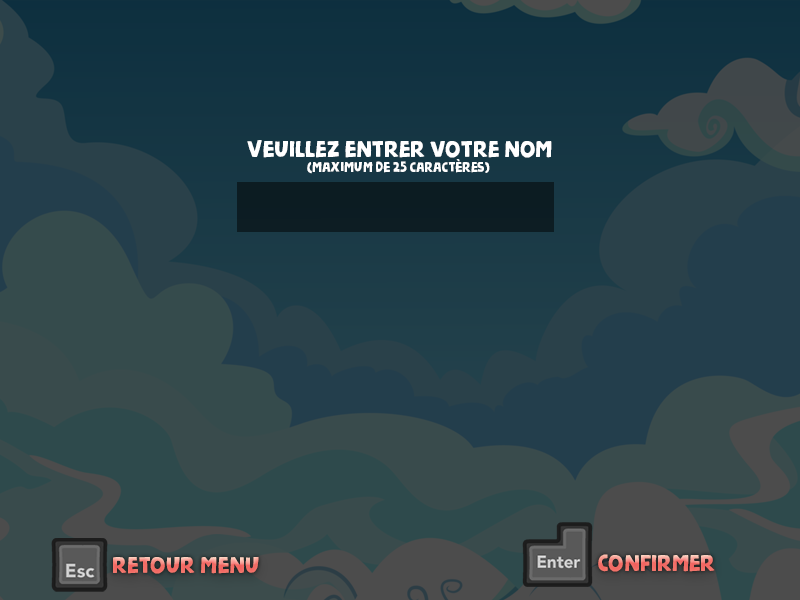 VEUILLEZ ENTRER VOTRE NOM
(MAXIMUM DE 25 CARACTÈRES)
Esc RETOUR MENU
Enter CONFIRMER